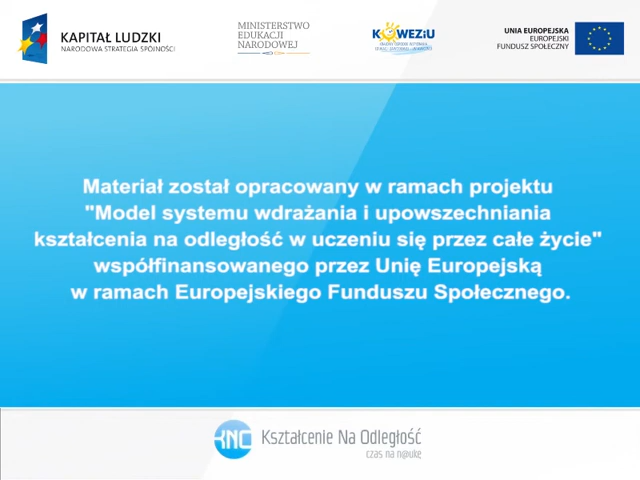 KAPITAŁ LUDZKI
NARODOWA STRATEGIA SPÓJNOŚCI
MINISTERSTWO
EDUKACJI
NARODOWEJ
KOWEZiU
UNIA EUROPEJSKA
EUROPEJSKI
FUNDUSZ SPOŁECZNY
Materiał został opracowany w ramach projektu
"Model systemu wdrażania i upowszechniania
kształcenia na odległość w uczeniu się przez całe życie"
współfinansowanego przez Unię Europejską
w ramach Europejskiego Funduszu Społecznego.
KNO Kształcenie Na Odległość
czas na n@ukę